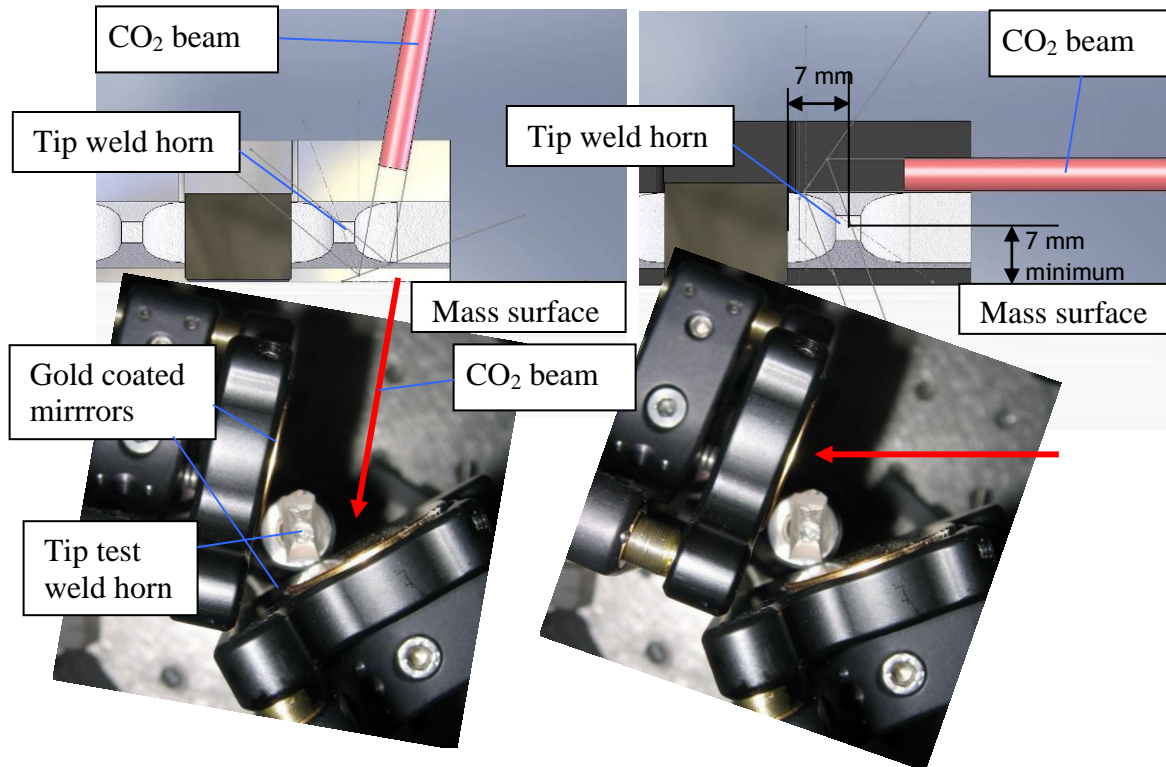 CO₂ beam
Tip weld horn
Mass surface
Gold coated
mirrrors
CO₂ beam
Tip test
weld horn
7 mm
CO₂ beam
Tip weld horn
7 mm
minimum
Mass surface